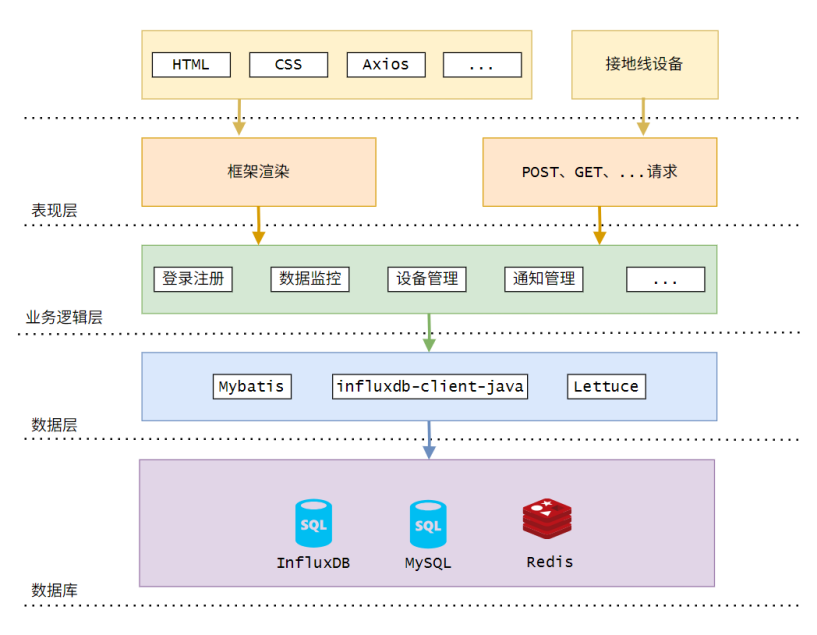 HTML
CSS
Axios
...
接地线设备
框架渲染
POST、GET、...请求
表现层
登录注册
数据监控
设备管理
通知管理
...
业务逻辑层
Mybatis
influxdb-client-java
Lettuce
数据层
SQL
SQL
InfluxDB
MySQL
Redis
数据库